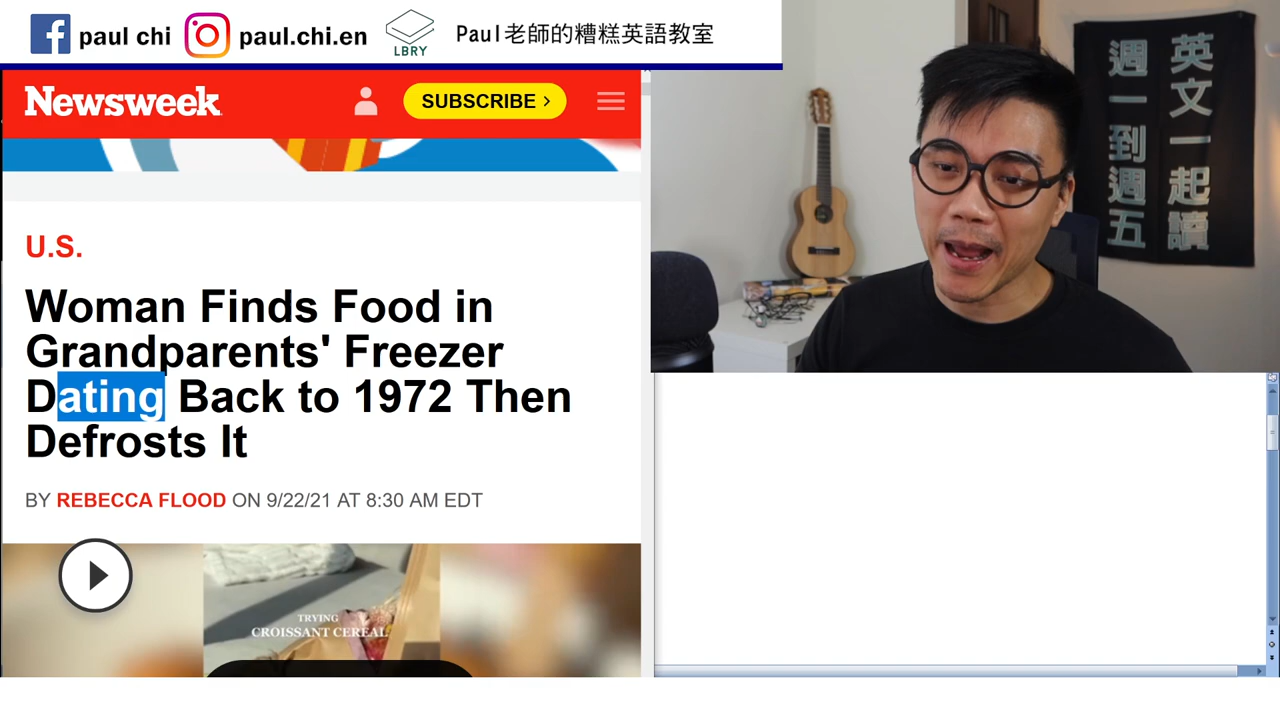 paul chi paul.chi.en LBRY Paul老師的糟糕英語教室
Newsweek
SUBSCRIBE
U.S.
Woman Finds Food in
Grandparents' Freezer
Dating Back to 1972 Then
Defrosts It
BY REBECCA FLOOD ON 9/22/21 AT 8:30 AM EDT
TRYING
CROISSANT CEREAL
英文一起讀
週一到週五